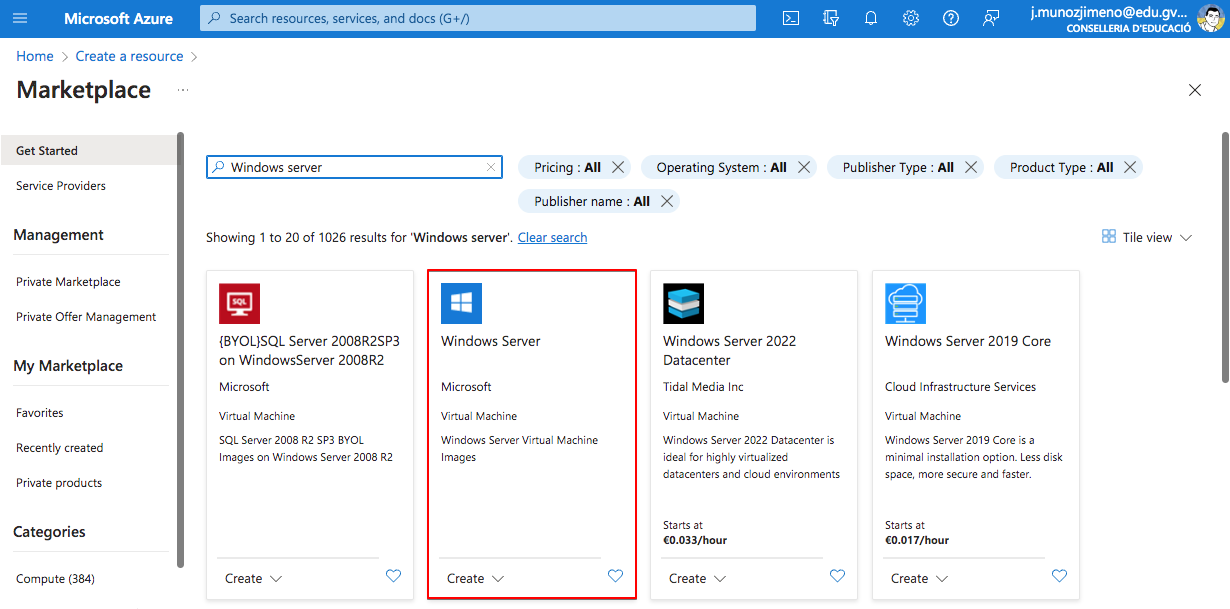 Microsoft Azure
Search resources, services, and docs (G+/)
j.munozjimeno@edu.gv...
CONSELLERIA D'EDUCACIÓ
Home > Create a resource >
Marketplace ...
Get Started
Service Providers
Management
Private Marketplace
Private Offer Management
My Marketplace
Favorites
Recently created
Private products
Categories
Compute (384)
Windows server
Pricing : All
Operating System : All
Publisher Type : All
Product Type : All
Publisher name : All
Showing 1 to 20 of 1026 results for 'Windows server'. Clear search
Tile view
SQL
{BYOL}SQL Server 2008R2SP3
on WindowsServer 2008R2
Microsoft
Virtual Machine
SQL Server 2008 R2 SP3 BYOL
Images on Windows Server 2008 R2
Create
Windows Server
Microsoft
Virtual Machine
Windows Server Virtual Machine
Images
Create
Windows Server 2022
Datacenter
Tidal Media Inc
Virtual Machine
Windows Server 2022 Datacenter is
ideal for highly virtualized
datacenters and cloud environments
Starts at
€0.033/hour
Create
Windows Server 2019 Core
Cloud Infrastructure Services
Virtual Machine
Windows Server 2019 Core is a
minimal installation option. Less disk
space, more secure and faster.
Starts at
€0.017/hour
Create